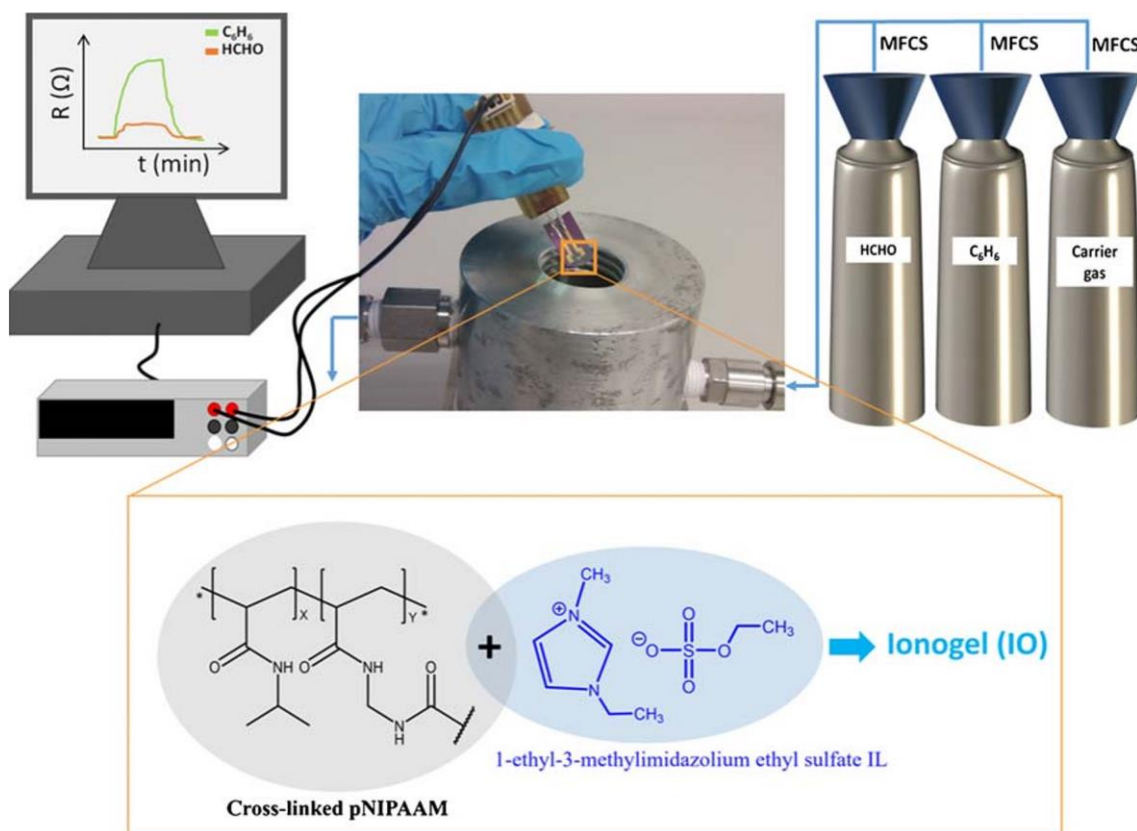 C₆H₆
HCHO
R (Ω)
t (min)
MFCS
MFCS
MFCS
HCHO
C₆H₆
Carrier
gas
*
X
Y
*
O
NH
O
NH
O
N
H
Cross-linked pNIPAAM
+
CH₃
N
⊕
N
CH₃
O
⊖
O
S
O
O
CH₃
1-ethyl-3-methylimidazolium ethyl sulfate IL
Ionogel (IO)